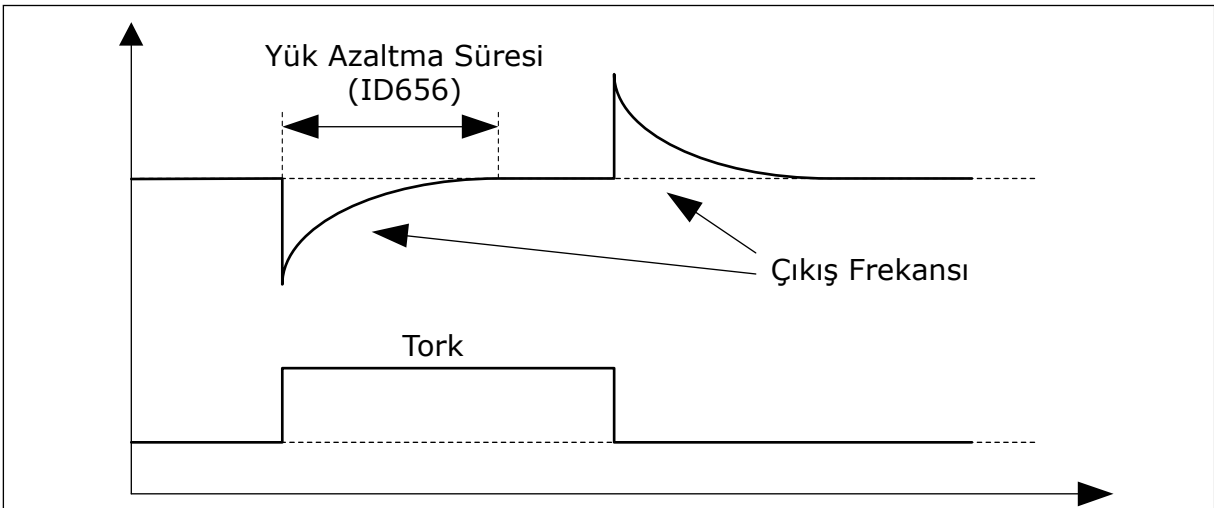 Yük Azaltma Süresi
(ID656)
Çıkış Frekansı
Tork